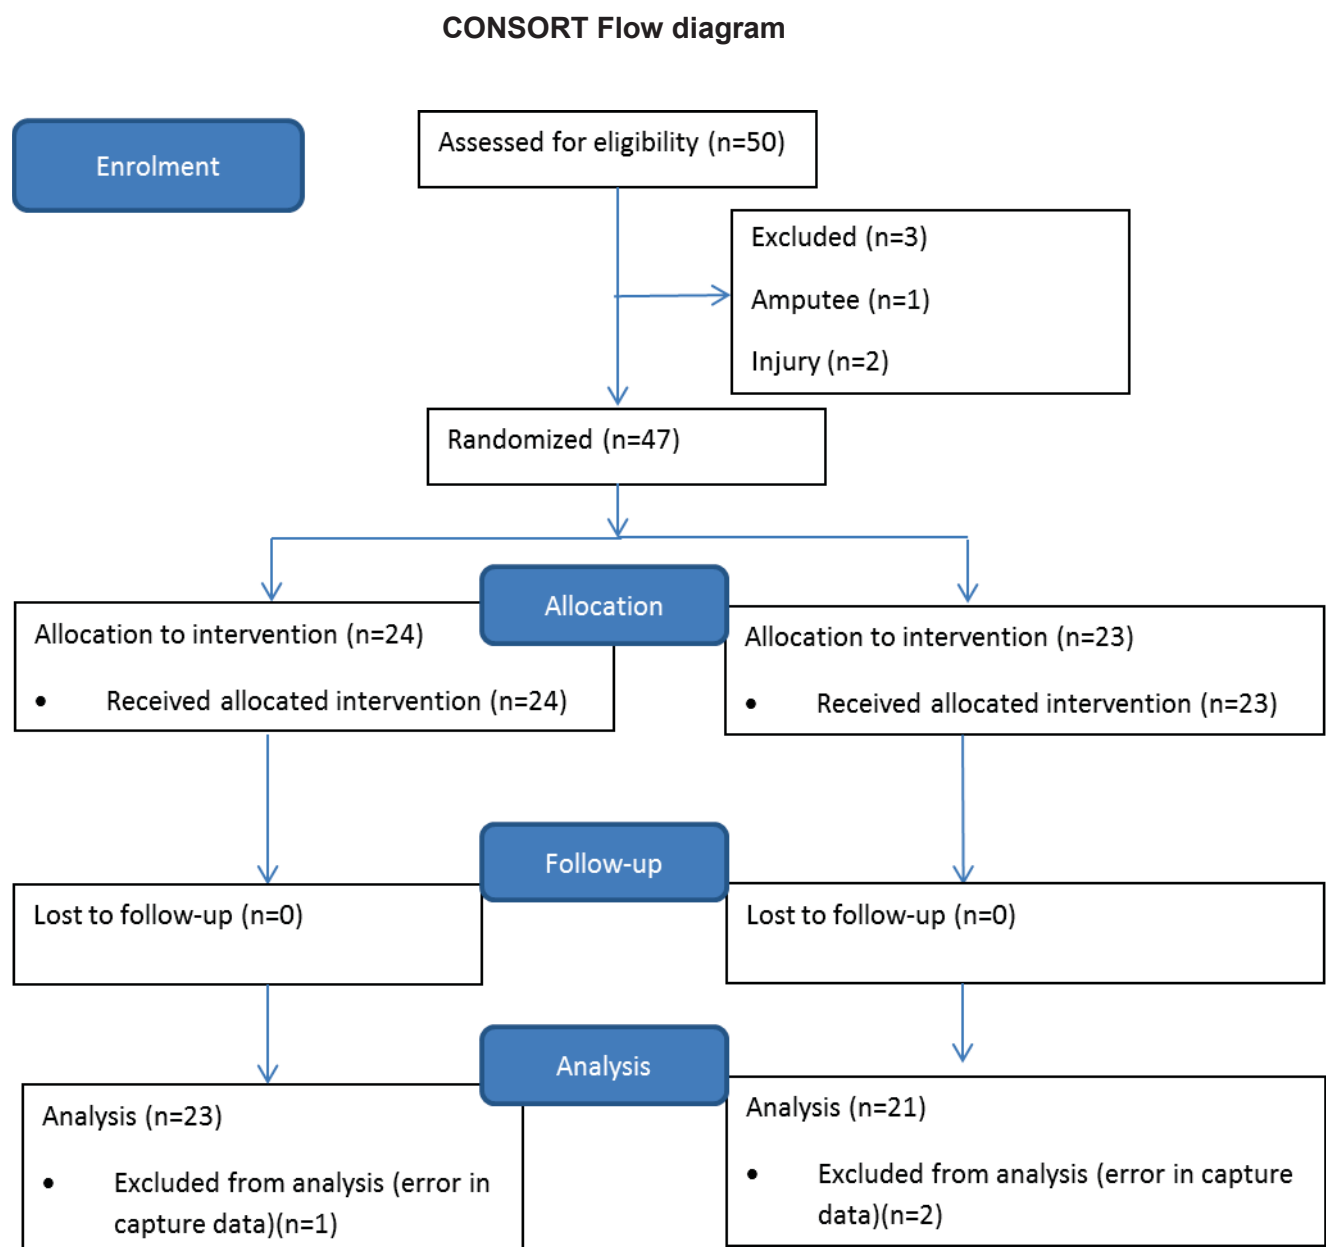 CONSORT Flow diagram
Enrolment
Assessed for eligibility (n=50)
Excluded (n=3)
Amputee (n=1)
Injury (n=2)
Randomized (n=47)
Allocation
Allocation to intervention (n=24)
• Received allocated intervention (n=24)
Allocation to intervention (n=23)
• Received allocated intervention (n=23)
Follow-up
Lost to follow-up (n=0)
Lost to follow-up (n=0)
Analysis
Analysis (n=23)
• Excluded from analysis (error in
capture data)(n=1)
Analysis (n=21)
• Excluded from analysis (error in capture
data)(n=2)